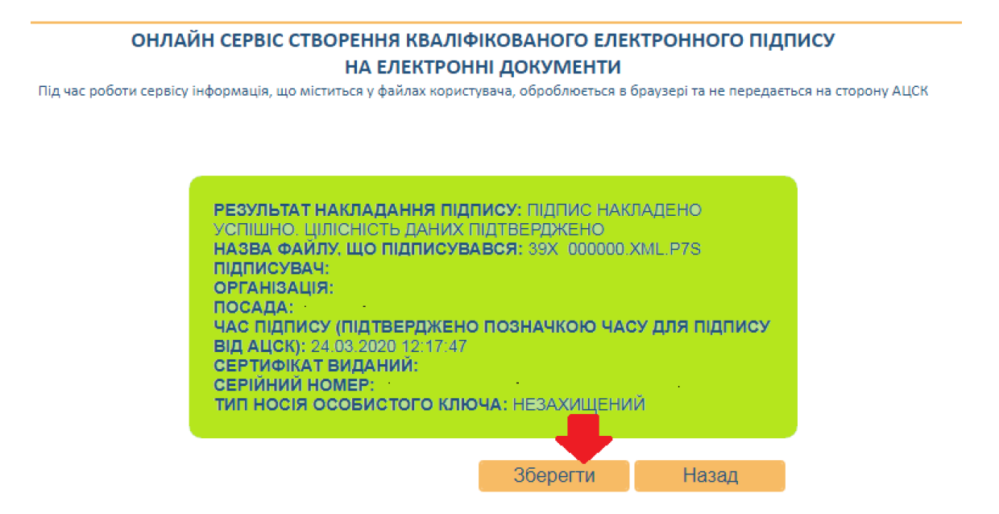 ОНЛАЙН СЕРВІС СТВОРЕННЯ КВАЛІФІКОВАНОГО ЕЛЕКТРОННОГО ПІДПИСУ
НА ЕЛЕКТРОННІ ДОКУМЕНТИ
Під час роботи сервісу інформація, що міститься у файлах користувача, оброблюється в браузері та не передається на сторону АЦСК
РЕЗУЛЬТАТ НАКЛАДАННЯ ПІДПИСУ: ПІДПИС НАКЛАДЕНО
УСПІШНО. ЦІЛІСНІСТЬ ДАНИХ ПІДТВЕРДЖЕНО
НАЗВА ФАЙЛУ, ЩО ПІДПИСУВАВСЯ: 39X 000000.XML.P7S
ПІДПИСУВАЧ:
ОРГАНІЗАЦІЯ:
ПОСАДА:
ЧАС ПІДПИСУ (ПІДТВЕРДЖЕНО ПОЗНАЧКОЮ ЧАСУ ДЛЯ ПІДПИСУ
ВІД АЦСК): 24.03.2020 12:17:47
СЕРТИФІКАТ ВИДАНИЙ:
СЕРІЙНИЙ НОМЕР:
ТИП НОСІЯ ОСОБИСТОГО КЛЮЧА: НЕЗАХИЩЕНИЙ
Зберегти Назад